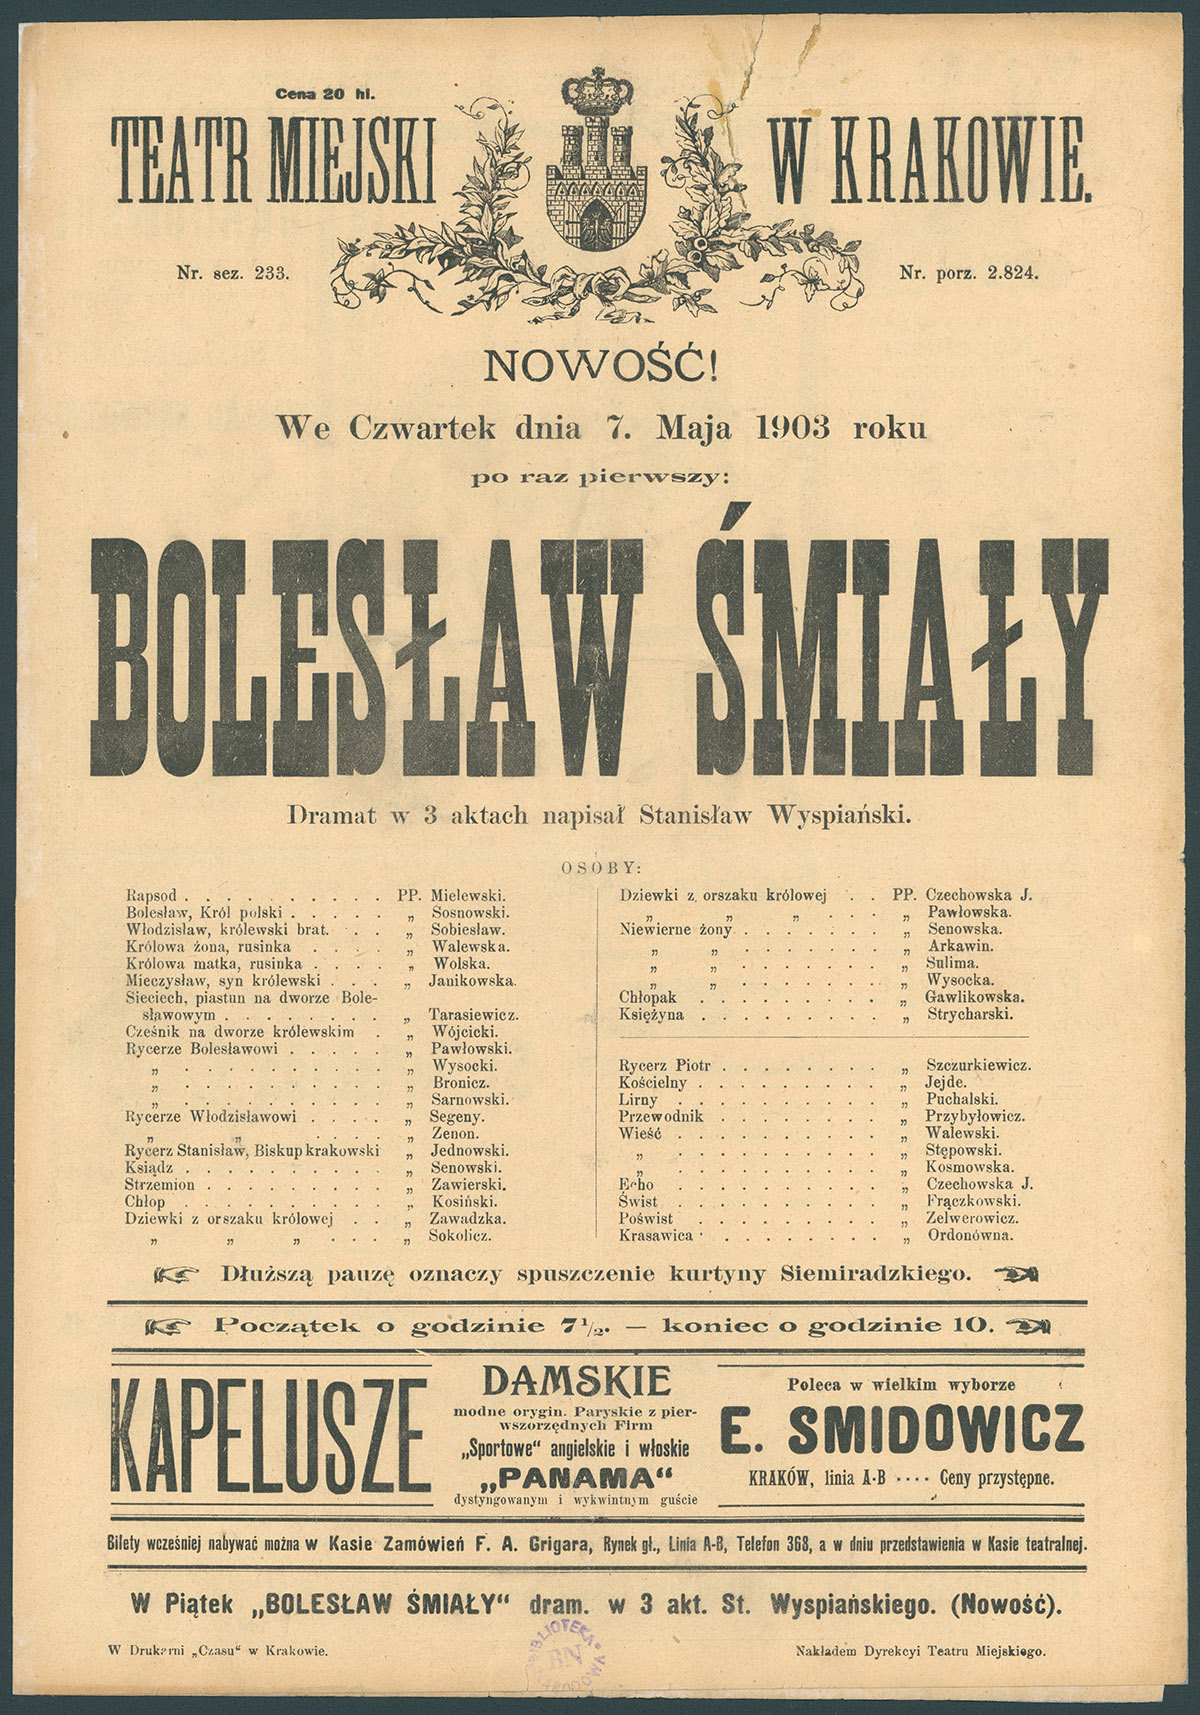 Cena 20 hl.
TEATR MIEJSKI W KRAKOWIE.
Nr. sez. 233. Nr. porz. 2.824.
NOWOŚĆ!
We Czwartek dnia 7. Maja 1903 roku
po raz pierwszy:
BOLESŁAW ŚMIAŁY
Dramat w 3 aktach napisał Stanisław Wyspiański.
OSOBY:
Rapsod . . . . . . . . . . PP. Mielewski.
Bolesław, Król polski . . . . . „ Sosnowski.
Włodzisław, królewski brat. . . „ Sobiesław.
Królowa żona, rusinka . . . . „ Walewska.
Królowa matka, rusinka . . . . „ Wolska.
Mieczysław, syn królewski . . . „ Janikowska.
Sieciech, piastun na dworze Bole-
sławowym . . . . . . . . „ Tarasiewicz.
Cześnik na dworze królewskim . „ Wójcicki.
Rycerze Bolesławowi . . . . . „ Pawłowski.
„ . . . . . . . . . . „ Wysocki.
„ . . . . . . . . . . „ Bronicz.
„ . . . . . . . . . . „ Sarnowski.
Rycerze Włodzisławowi . . . . „ Segeny.
„ „ . . . . „ Zenon.
Rycerz Stanisław, Biskup krakowski „ Jednowski.
Ksiądz . . . . . . . . . . „ Senowski.
Strzemion . . . . . . . . . „ Zawierski.
Chłop . . . . . . . . . . „ Kosiński.
Dziewki z orszaku królowej . . „ Zawadzka.
„ „ „ . . . „ Sokolicz.
Dziewki z orszaku królowej . . PP. Czechowska J.
„ „ „ . . . „ Pawłowska.
Niewierne żony . . . . . . . „ Senowska.
„ „ . . . . . . . „ Arkawin.
„ „ . . . . . . . „ Sulima.
„ „ . . . . . . . „ Wysocka.
Chłopak . . . . . . . . . „ Gawlikowska.
Księżyna . . . . . . . . . „ Strycharski.
Rycerz Piotr . . . . . . . . „ Szczurkiewicz.
Kościelny . . . . . . . . . „ Jejde.
Lirny . . . . . . . . . . „ Puchalski.
Przewodnik . . . . . . . . „ Przybyłowicz.
Wieść . . . . . . . . . . „ Walewski.
„ . . . . . . . . . . „ Stępowski.
„ . . . . . . . . . . „ Kosmowska.
Echo . . . . . . . . . . „ Czechowska J.
Świst . . . . . . . . . . „ Frączkowski.
Poświst . . . . . . . . . „ Zelwerowicz.
Krasawica . . . . . . . . . „ Ordonówna.
Dłuższą pauzę oznaczy spuszczenie kurtyny Siemiradzkiego.
Początek o godzinie 7½. — koniec o godzinie 10.
KAPELUSZE
DAMSKIE
modne orygin. Paryskie z pier-
wszorzędnych Firm
„Sportowe“ angielskie i włoskie
„PANAMA“
dystyngowanym i wykwintnym guście
Poleca w wielkim wyborze
E. SMIDOWICZ
KRAKÓW, linia A-B .... Ceny przystępne.
Bilety wcześniej nabywać można w Kasie Zamówień F. A. Grigara, Rynek gł., Linia A-B, Telefon 368, a w dniu przedstawienia w Kasie teatralnej.
W Piątek „BOLESŁAW ŚMIAŁY“ dram. w 3 akt. St. Wyspiańskiego. (Nowość).
W Drukarni „Czasu“ w Krakowie. Nakładem Dyrekcyi Teatru Miejskiego.
BIBLIOTEKA
BN
NARODOWA